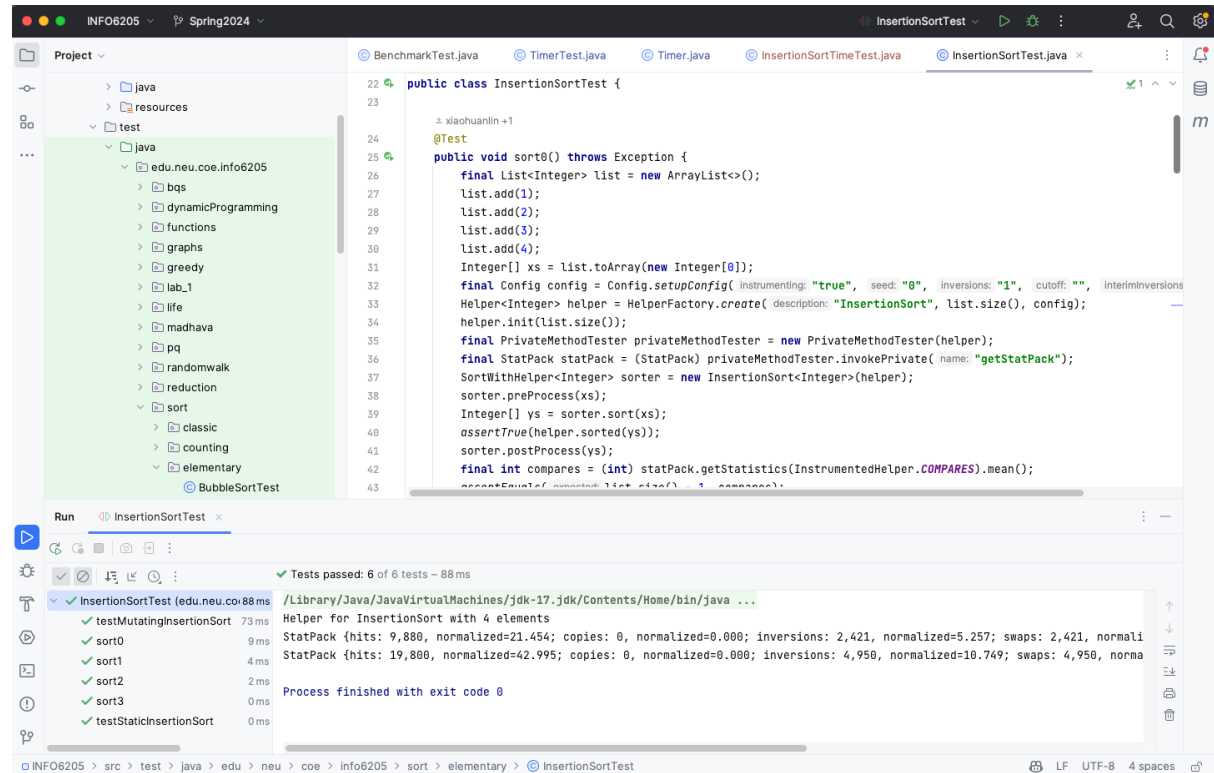 INFO6205
Spring2024
InsertionSortTest
Project
BenchmarkTest.java
TimerTest.java
Timer.java
InsertionSortTimeTest.java
InsertionSortTest.java
java
resources
test
java
edu.neu.coe.info6205
bqs
dynamicProgramming
functions
graphs
greedy
lab_1
life
madhava
pq
randomwalk
reduction
sort
classic
counting
elementary
BubbleSortTest
1
22 public class InsertionSortTest {
23
xiaohuanlin +1
24 @Test
25 public void sort0() throws Exception {
26 final List<Integer> list = new ArrayList<>();
27 list.add(1);
28 list.add(2);
29 list.add(3);
30 list.add(4);
31 Integer[] xs = list.toArray(new Integer[0]);
32 final Config config = Config.setupConfig( instrumenting: "true", seed: "0", inversions: "1", cutoff: "", interimInversions
33 Helper<Integer> helper = HelperFactory.create( description: "InsertionSort", list.size(), config);
34 helper.init(list.size());
35 final PrivateMethodTester privateMethodTester = new PrivateMethodTester(helper);
36 final StatPack statPack = (StatPack) privateMethodTester.invokePrivate( name: "getStatPack");
37 SortWithHelper<Integer> sorter = new InsertionSort<Integer>(helper);
38 sorter.preProcess(xs);
39 Integer[] ys = sorter.sort(xs);
40 assertTrue(helper.sorted(ys));
41 sorter.postProcess(ys);
42 final int compares = (int) statPack.getStatistics(InstrumentedHelper.COMPARES).mean();
43 assertEquals( expected: list.size() - 1, compares);
Run InsertionSortTest
Tests passed: 6 of 6 tests – 88 ms
InsertionSortTest (edu.neu.co 88 ms
testMutatingInsertionSort 73 ms
sort0 9 ms
sort1 4 ms
sort2 2 ms
sort3 0 ms
testStaticInsertionSort 0 ms
/Library/Java/JavaVirtualMachines/jdk-17.jdk/Contents/Home/bin/java ...
Helper for InsertionSort with 4 elements
StatPack {hits: 9,880, normalized=21.454; copies: 0, normalized=0.000; inversions: 2,421, normalized=5.257; swaps: 2,421, normali
StatPack {hits: 19,800, normalized=42.995; copies: 0, normalized=0.000; inversions: 4,950, normalized=10.749; swaps: 4,950, norma
Process finished with exit code 0
INFO6205 > src > test > java > edu > neu > coe > info6205 > sort > elementary > InsertionSortTest
LF UTF-8 4 spaces